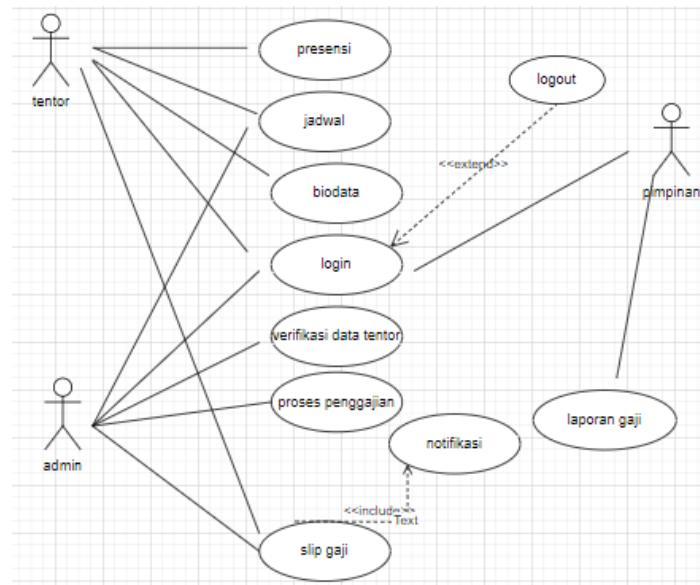 presensi
tentor
logout
jadwal
<<extend>>
biodata
pimpinan
login
verifikasi data tentor
proses penggajian
laporan gaji
notifikasi
admin
<<include>>
Text
slip gaji